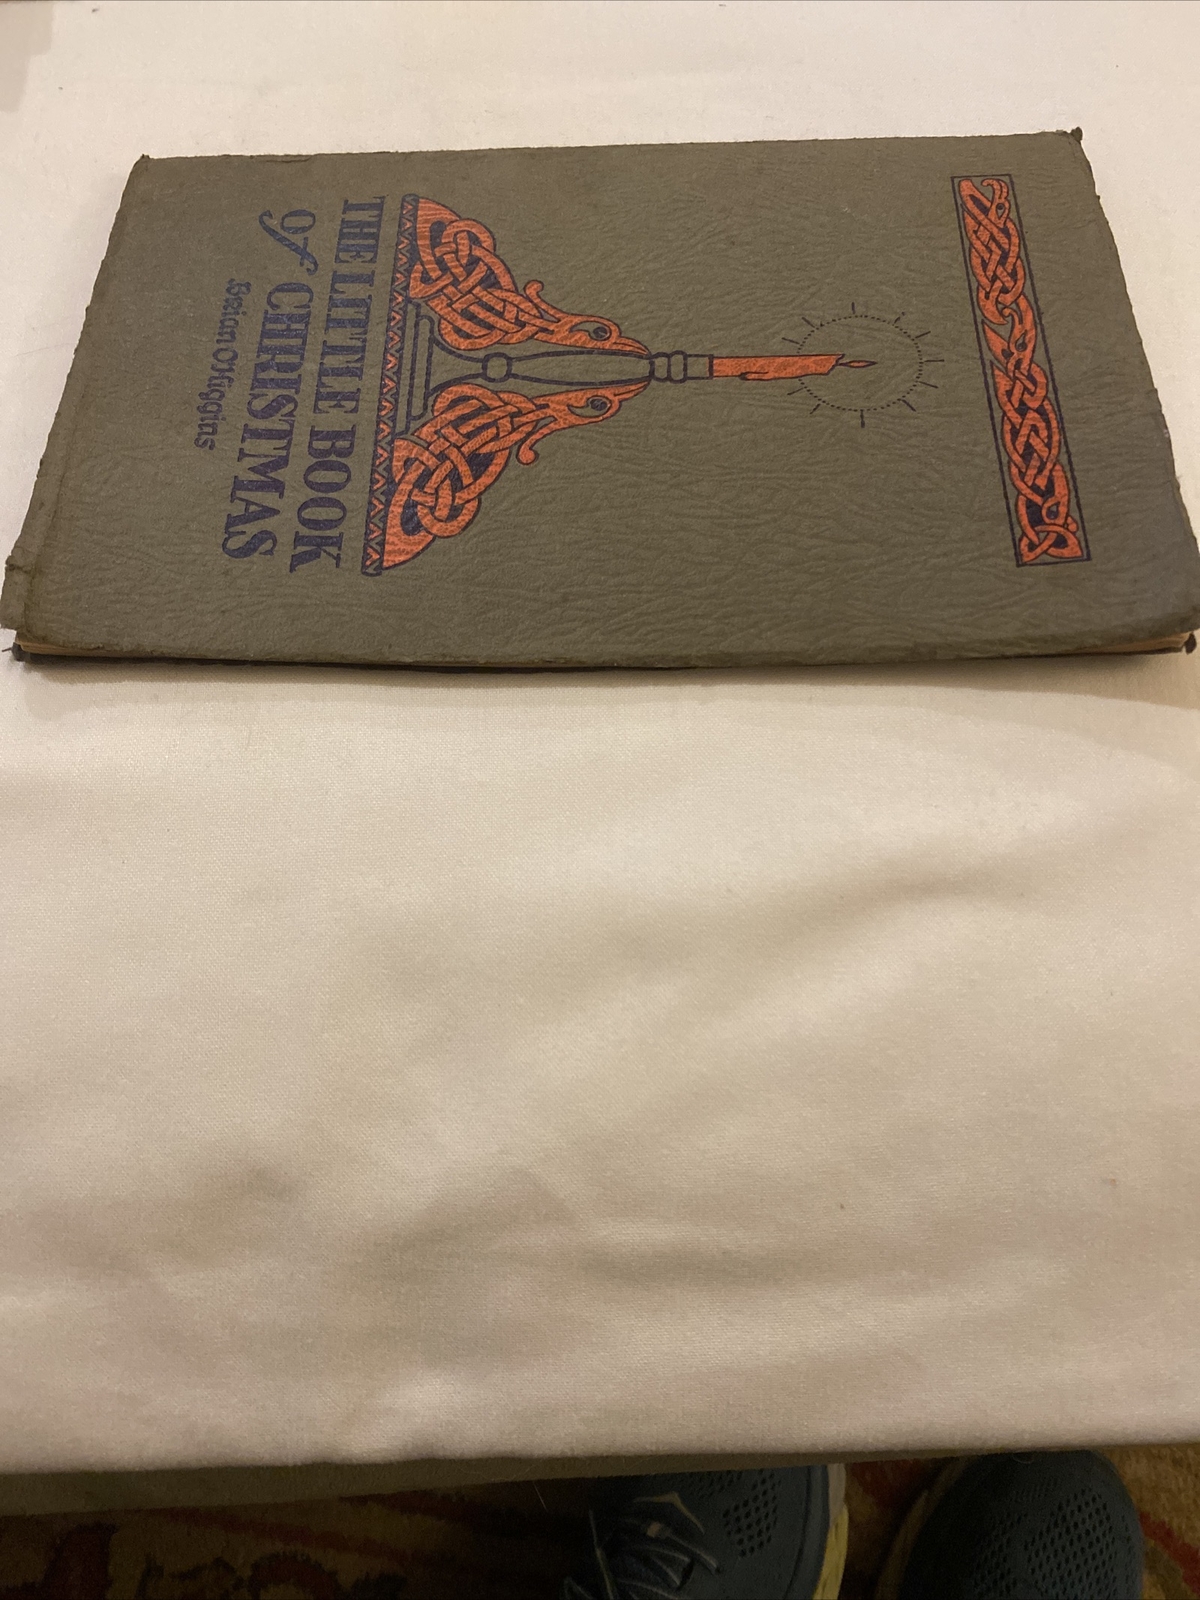 THE LITTLE BOOK
of CHRISTMAS
Brian O'Higgins